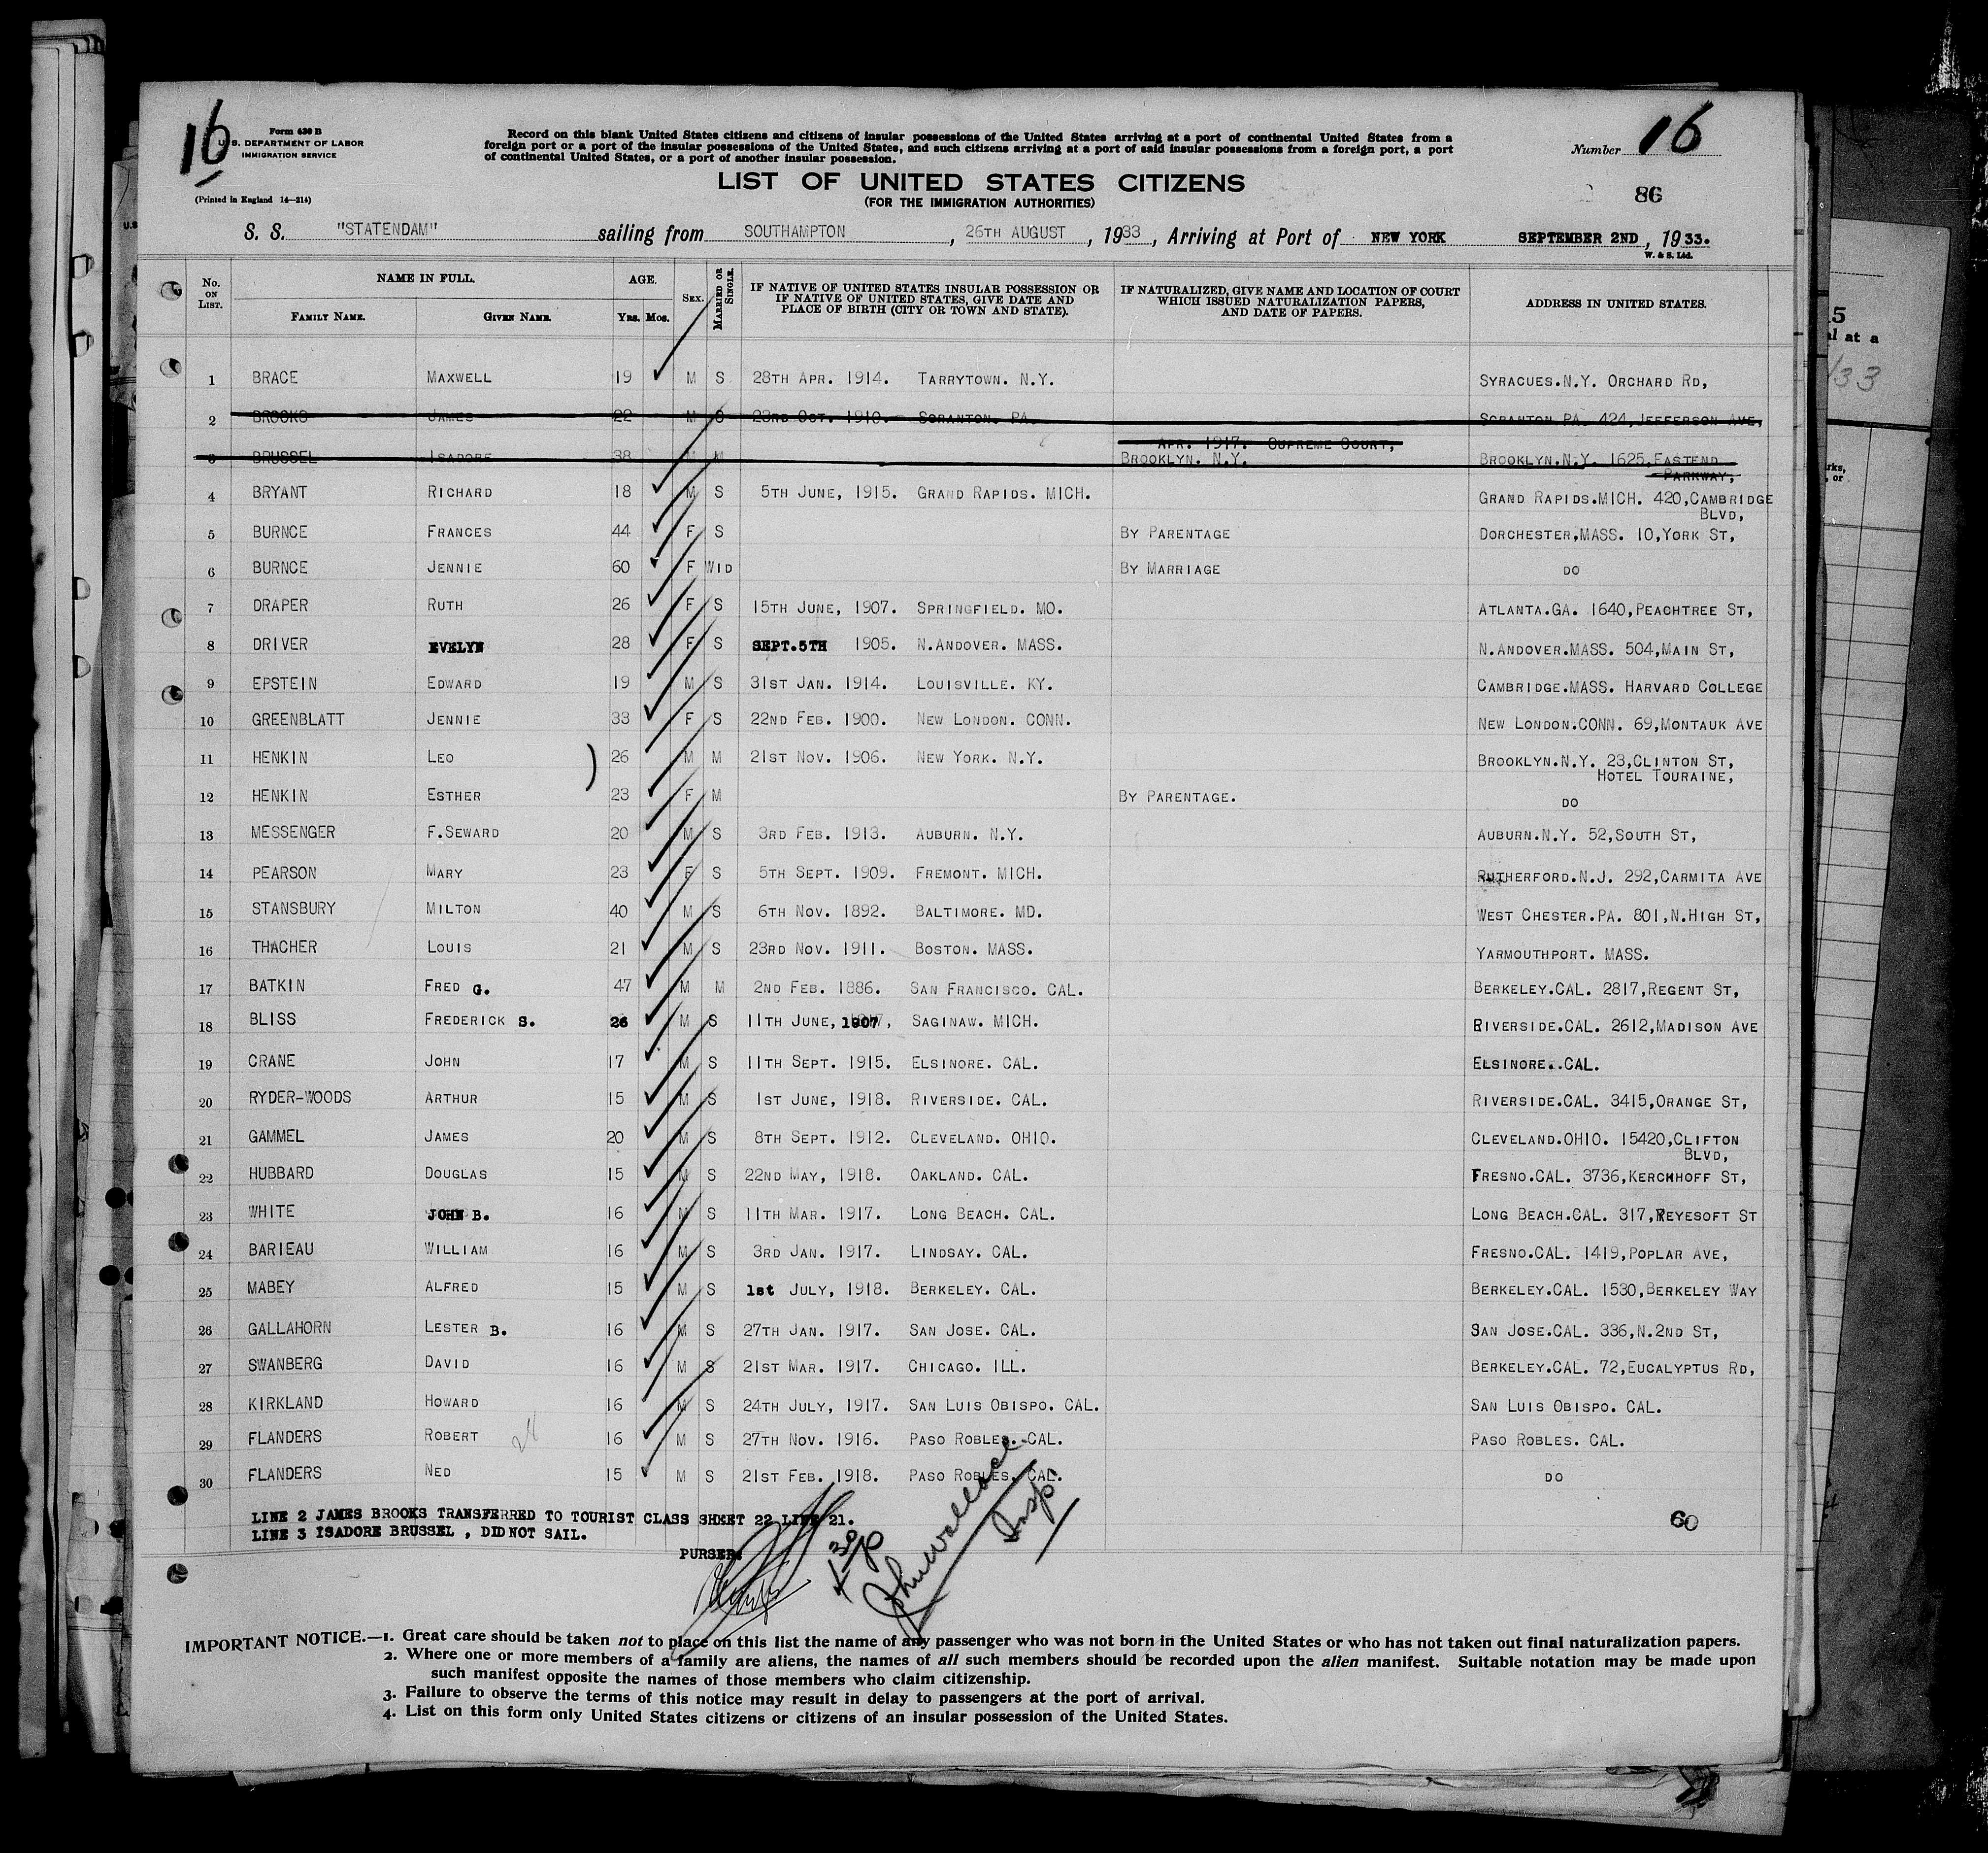 16
Form 630 B
U.S. DEPARTMENT OF LABOR
IMMIGRATION SERVICE
(Printed in England 14—214)
Record on this blank United States citizens and citizens of insular possessions of the United States arriving at a port of continental United States from a
foreign port or a port of the insular possessions of the United States, and such citizens arriving at a port of said insular possessions from a foreign port, a port
of continental United States, or a port of another insular possession.
Number 16
LIST OF UNITED STATES CITIZENS
(FOR THE IMMIGRATION AUTHORITIES)
86
S. S. "STATENDAM" sailing from SOUTHAMPTON, 26TH AUGUST, 1933, Arriving at Port of NEW YORK SEPTEMBER 2ND, 1933.
W. & S. Ltd.
No. ON LIST. NAME IN FULL. FAMILY NAME. GIVEN NAME. AGE. YRS. MOS. SEX. MARRIED OR SINGLE. IF NATIVE OF UNITED STATES INSULAR POSSESSION OR IF NATIVE OF UNITED STATES, GIVE DATE AND PLACE OF BIRTH (CITY OR TOWN AND STATE). IF NATURALIZED, GIVE NAME AND LOCATION OF COURT WHICH ISSUED NATURALIZATION PAPERS, AND DATE OF PAPERS. ADDRESS IN UNITED STATES.
1 BRACE MAXWELL 19 M S 28TH APR. 1914. TARRYTOWN. N.Y. SYRACUES.N.Y. ORCHARD RD,
2 BROOKS JAMES 22 M S 23RD OCT. 1910. SCRANTON. PA. SCRANTON.PA. 424,JEFFERSON AVE,
APR. 1917. SUPREME COURT,
3 BRUSSEL ISADORE 38 M M BROOKLYN. N.Y. BROOKLYN.N.Y. 1625,EASTEND
PARKWAY,
4 BRYANT RICHARD 18 M S 5TH JUNE, 1915. GRAND RAPIDS. MICH. GRAND RAPIDS.MICH. 420,CAMBRIDGE
BLVD,
5 BURNCE FRANCES 44 F S BY PARENTAGE DORCHESTER,MASS. 10,YORK ST,
6 BURNCE JENNIE 60 F WID BY MARRIAGE DO
7 DRAPER RUTH 26 F S 15TH JUNE, 1907. SPRINGFIELD. MO. ATLANTA.GA. 1640,PEACHTREE ST,
8 DRIVER EVELYN 28 F S SEPT.5TH 1905. N.ANDOVER. MASS. N.ANDOVER.MASS. 504,MAIN ST,
9 EPSTEIN EDWARD 19 M S 31ST JAN. 1914. LOUISVILLE. KY. CAMBRIDGE.MASS. HARVARD COLLEGE
10 GREENBLATT JENNIE 33 F S 22ND FEB. 1900. NEW LONDON. CONN. NEW LONDON.CONN. 69,MONTAUK AVE
11 HENKIN LEO ) 26 M M 21ST NOV. 1906. NEW YORK. N.Y. BROOKLYN.N.Y. 23,CLINTON ST,
HOTEL TOURAINE,
12 HENKIN ESTHER 23 F M BY PARENTAGE. DO
13 MESSENGER F.SEWARD 20 M S 3RD FEB. 1913. AUBURN. N.Y. AUBURN.N.Y. 52,SOUTH ST,
14 PEARSON MARY 23 F S 5TH SEPT. 1909. FREMONT. MICH. RUTHERFORD.N.J. 292,CARMITA AVE
15 STANSBURY MILTON 40 M S 6TH NOV. 1892. BALTIMORE. MD. WEST CHESTER.PA. 801,N.HIGH ST,
16 THACHER LOUIS 21 M S 23RD NOV. 1911. BOSTON. MASS. YARMOUTHPORT. MASS.
17 BATKIN FRED G. 47 M M 2ND FEB. 1886. SAN FRANCISCO. CAL. BERKELEY.CAL. 2817,REGENT ST,
18 BLISS FREDERICK S. 26 M S 11TH JUNE, 1907, SAGINAW. MICH. RIVERSIDE.CAL. 2612,MADISON AVE
19 CRANE JOHN 17 M S 11TH SEPT. 1915. ELSINORE. CAL. ELSINORE..CAL.
20 RYDER-WOODS ARTHUR 15 M S 1ST JUNE, 1918. RIVERSIDE. CAL. RIVERSIDE.CAL. 3415,ORANGE ST,
21 GAMMEL JAMES 20 M S 8TH SEPT. 1912. CLEVELAND. OHIO. CLEVELAND.OHIO. 15420,CLIFTON
BLVD,
22 HUBBARD DOUGLAS 15 M S 22ND MAY, 1918. OAKLAND. CAL. FRESNO.CAL. 3736,KERCKHOFF ST,
23 WHITE JOHN B. 16 M S 11TH MAR. 1917. LONG BEACH. CAL. LONG BEACH.CAL. 317,REYESOFT ST
24 BARIEAU WILLIAM 16 M S 3RD JAN. 1917. LINDSAY. CAL. FRESNO.CAL. 1419,POPLAR AVE,
25 MABEY ALFRED 15 M S 1st JULY, 1918. BERKELEY. CAL. BERKELEY.CAL. 1530,BERKELEY WAY
26 GALLAHORN LESTER B. 16 M S 27TH JAN. 1917. SAN JOSE. CAL. SAN JOSE.CAL. 336,N.2ND ST,
27 SWANBERG DAVID 16 M S 21ST MAR. 1917. CHICAGO. ILL. BERKELEY.CAL. 72,EUCALYPTUS RD,
28 KIRKLAND HOWARD 16 M S 24TH JULY, 1917. SAN LUIS OBISPO. CAL. SAN LUIS OBISPO. CAL.
29 FLANDERS ROBERT 16 M S 27TH NOV. 1916. PASO ROBLES. CAL. PASO ROBLES. CAL.
30 FLANDERS NED 15 M S 21ST FEB. 1918. PASO ROBLES. CAL. DO
LINE 2 JAMES BROOKS TRANSFERRED TO TOURIST CLASS SHEET 22 LINE 21.
LINE 3 ISADORE BRUSSEL , DID NOT SAIL.
60
PURSER.
Jhnwallace
Insp
IMPORTANT NOTICE.—1. Great care should be taken not to place on this list the name of any passenger who was not born in the United States or who has not taken out final naturalization papers.
2. Where one or more members of a family are aliens, the names of all such members should be recorded upon the alien manifest. Suitable notation may be made upon
such manifest opposite the names of those members who claim citizenship.
3. Failure to observe the terms of this notice may result in delay to passengers at the port of arrival.
4. List on this form only United States citizens or citizens of an insular possession of the United States.